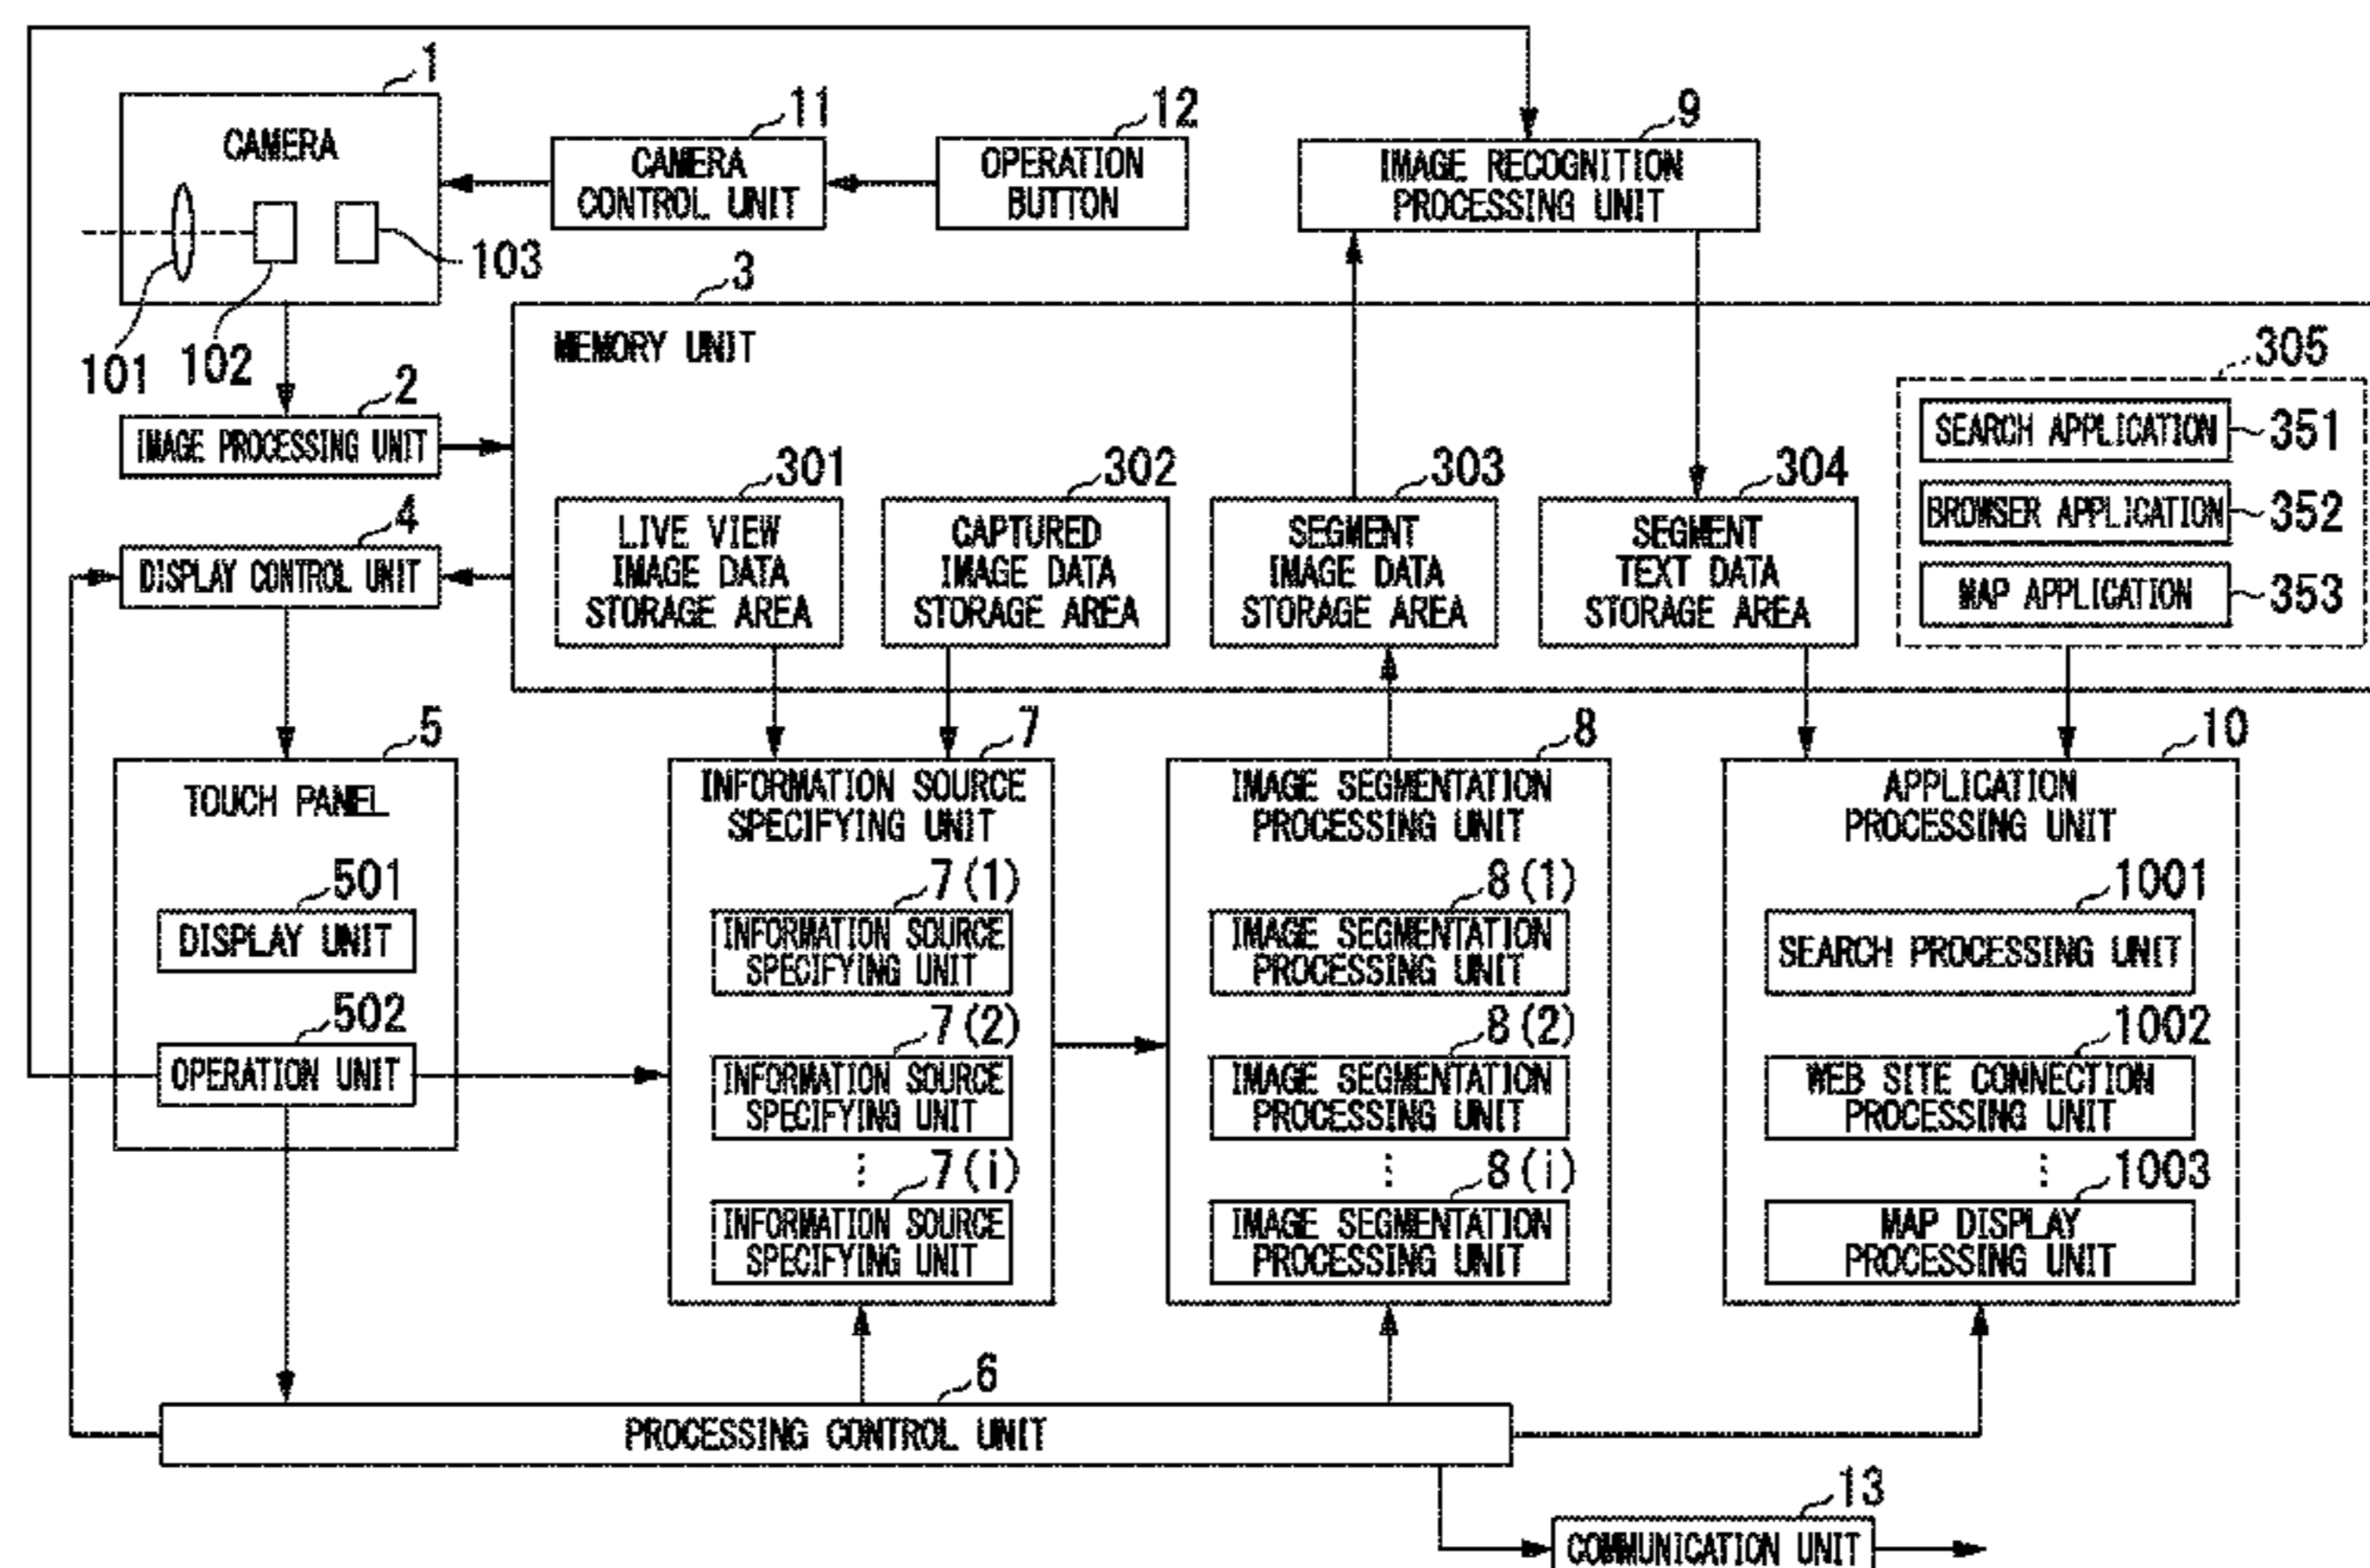 1
CAMERA
101
102
103
11
CAMERA
CONTROL UNIT
12
OPERATION
BUTTON
9
IMAGE RECOGNITION
PROCESSING UNIT
2
IMAGE PROCESSING UNIT
3
MEMORY UNIT
301
LIVE VIEW
IMAGE DATA
STORAGE AREA
302
CAPTURED
IMAGE DATA
STORAGE AREA
303
SEGMENT
IMAGE DATA
STORAGE AREA
304
SEGMENT
TEXT DATA
STORAGE AREA
305
SEARCH APPLICATION
351
BROWSER APPLICATION
352
MAP APPLICATION
353
4
DISPLAY CONTROL UNIT
5
TOUCH PANEL
501
DISPLAY UNIT
502
OPERATION UNIT
7
INFORMATION SOURCE
SPECIFYING UNIT
7(1)
INFORMATION SOURCE
SPECIFYING UNIT
7(2)
INFORMATION SOURCE
SPECIFYING UNIT
⋮
7(i)
INFORMATION SOURCE
SPECIFYING UNIT
8
IMAGE SEGMENTATION
PROCESSING UNIT
8(1)
IMAGE SEGMENTATION
PROCESSING UNIT
8(2)
IMAGE SEGMENTATION
PROCESSING UNIT
⋮
8(i)
IMAGE SEGMENTATION
PROCESSING UNIT
10
APPLICATION
PROCESSING UNIT
1001
SEARCH PROCESSING UNIT
1002
WEB SITE CONNECTION
PROCESSING UNIT
⋮
1003
MAP DISPLAY
PROCESSING UNIT
6
PROCESSING CONTROL UNIT
13
COMMUNICATION UNIT